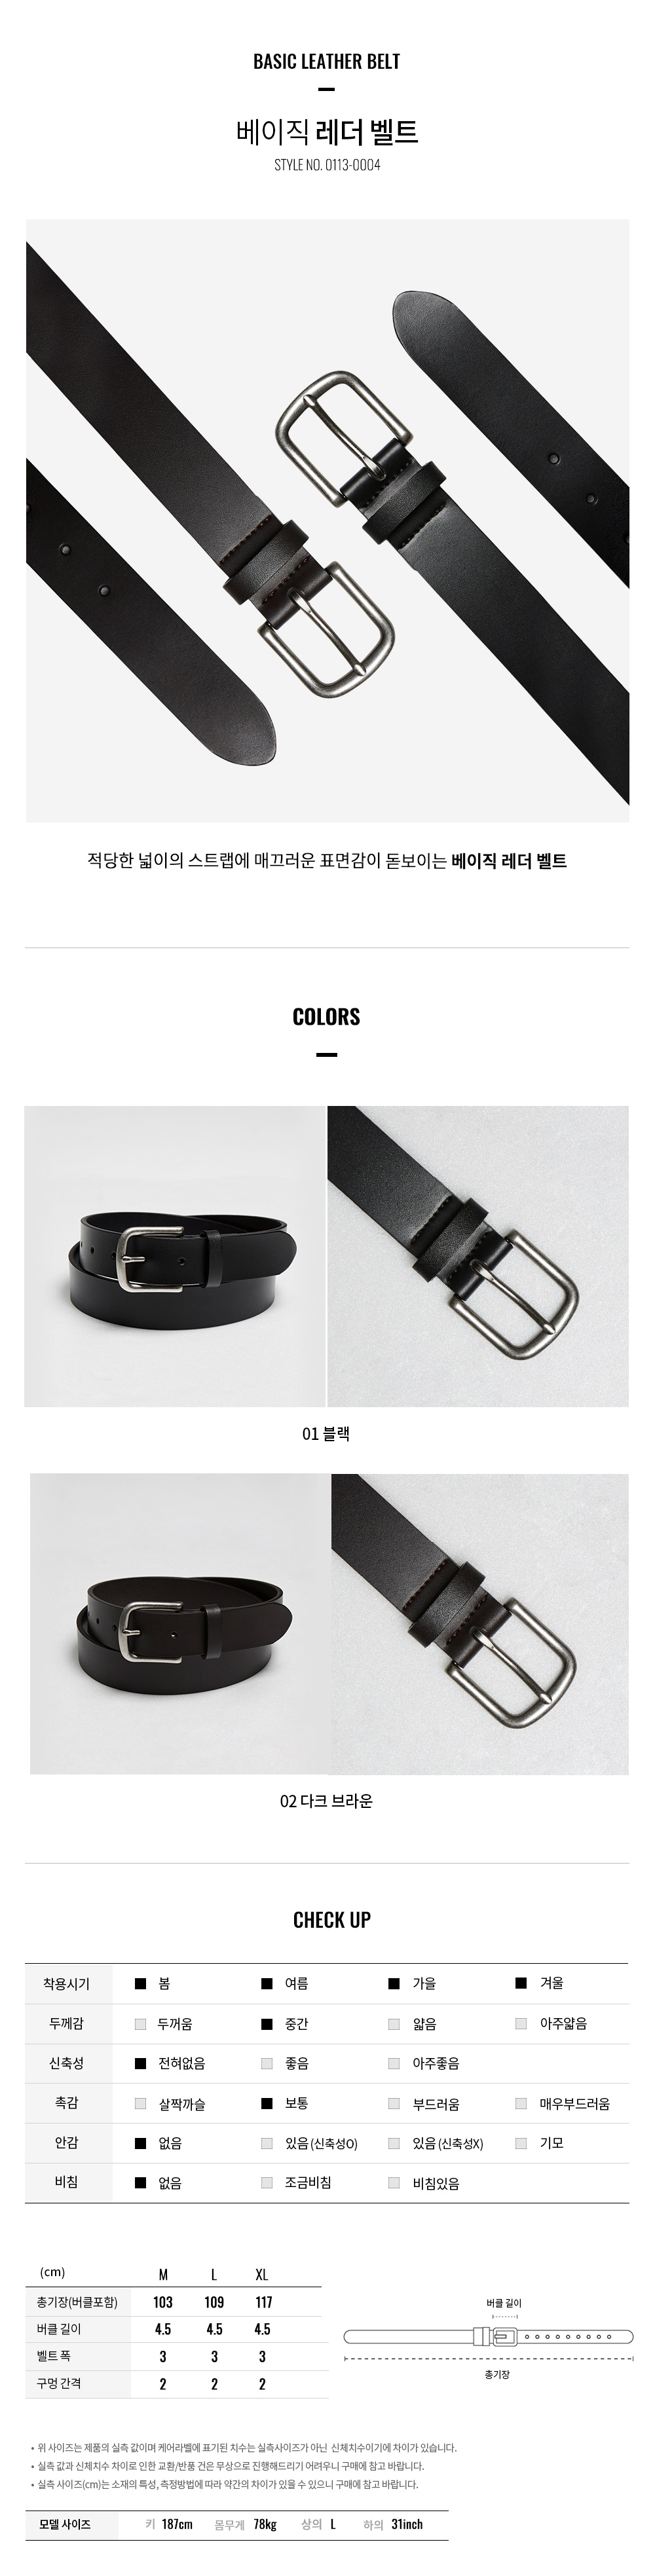 BASIC LEATHER BELT
베이직 레더 벨트
STYLE NO. 0113-0004
적당한 넓이의 스트랩에 매끄러운 표면감이 돋보이는 베이직 레더 벨트
COLORS
01 블랙
02 다크 브라운
CHECK UP
착용시기 봄 여름 가을 겨울
두께감 두꺼움 중간 얇음 아주얇음
신축성 전혀없음 좋음 아주좋음
촉감 살짝까슬 보통 부드러움 매우부드러움
안감 없음 있음(신축성O) 있음(신축성X) 기모
비침 없음 조금비침 비침있음
(cm) M L XL
총기장(버클포함) 103 109 117
버클 길이 4.5 4.5 4.5
벨트 폭 3 3 3
구멍 간격 2 2 2
버클 길이
총기장
• 위 사이즈는 제품의 실측 값이며 케어라벨에 표기된 치수는 실측사이즈가 아닌 신체치수이기에 차이가 있습니다.
• 실측 값과 신체치수 차이로 인한 교환/반품 건은 무상으로 진행해드리기 어려우니 구매에 참고 바랍니다.
• 실측 사이즈(cm)는 소재의 특성, 측정방법에 따라 약간의 차이가 있을 수 있으니 구매에 참고 바랍니다.
모델 사이즈 키 187cm 몸무게 78kg 상의 L 하의 31inch